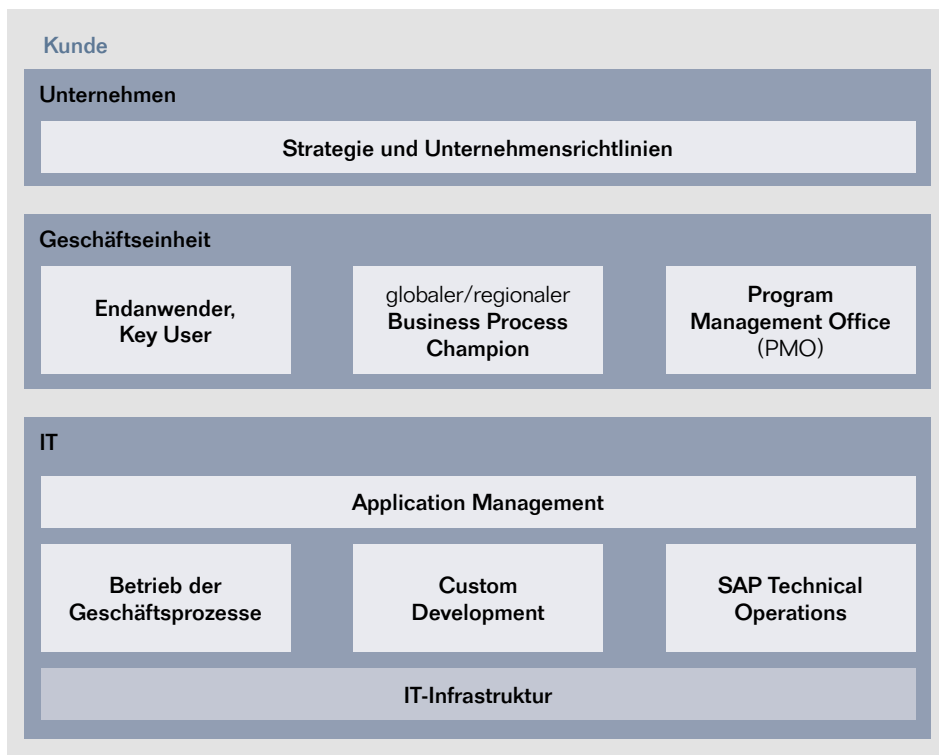 Kunde
Unternehmen
Strategie und Unternehmensrichtlinien
Geschäftseinheit
Endanwender,
Key User
globaler/regionaler
Business Process
Champion
Program
Management Office
(PMO)
IT
Application Management
Betrieb der
Geschäftsprozesse
Custom
Development
SAP Technical
Operations
IT-Infrastruktur